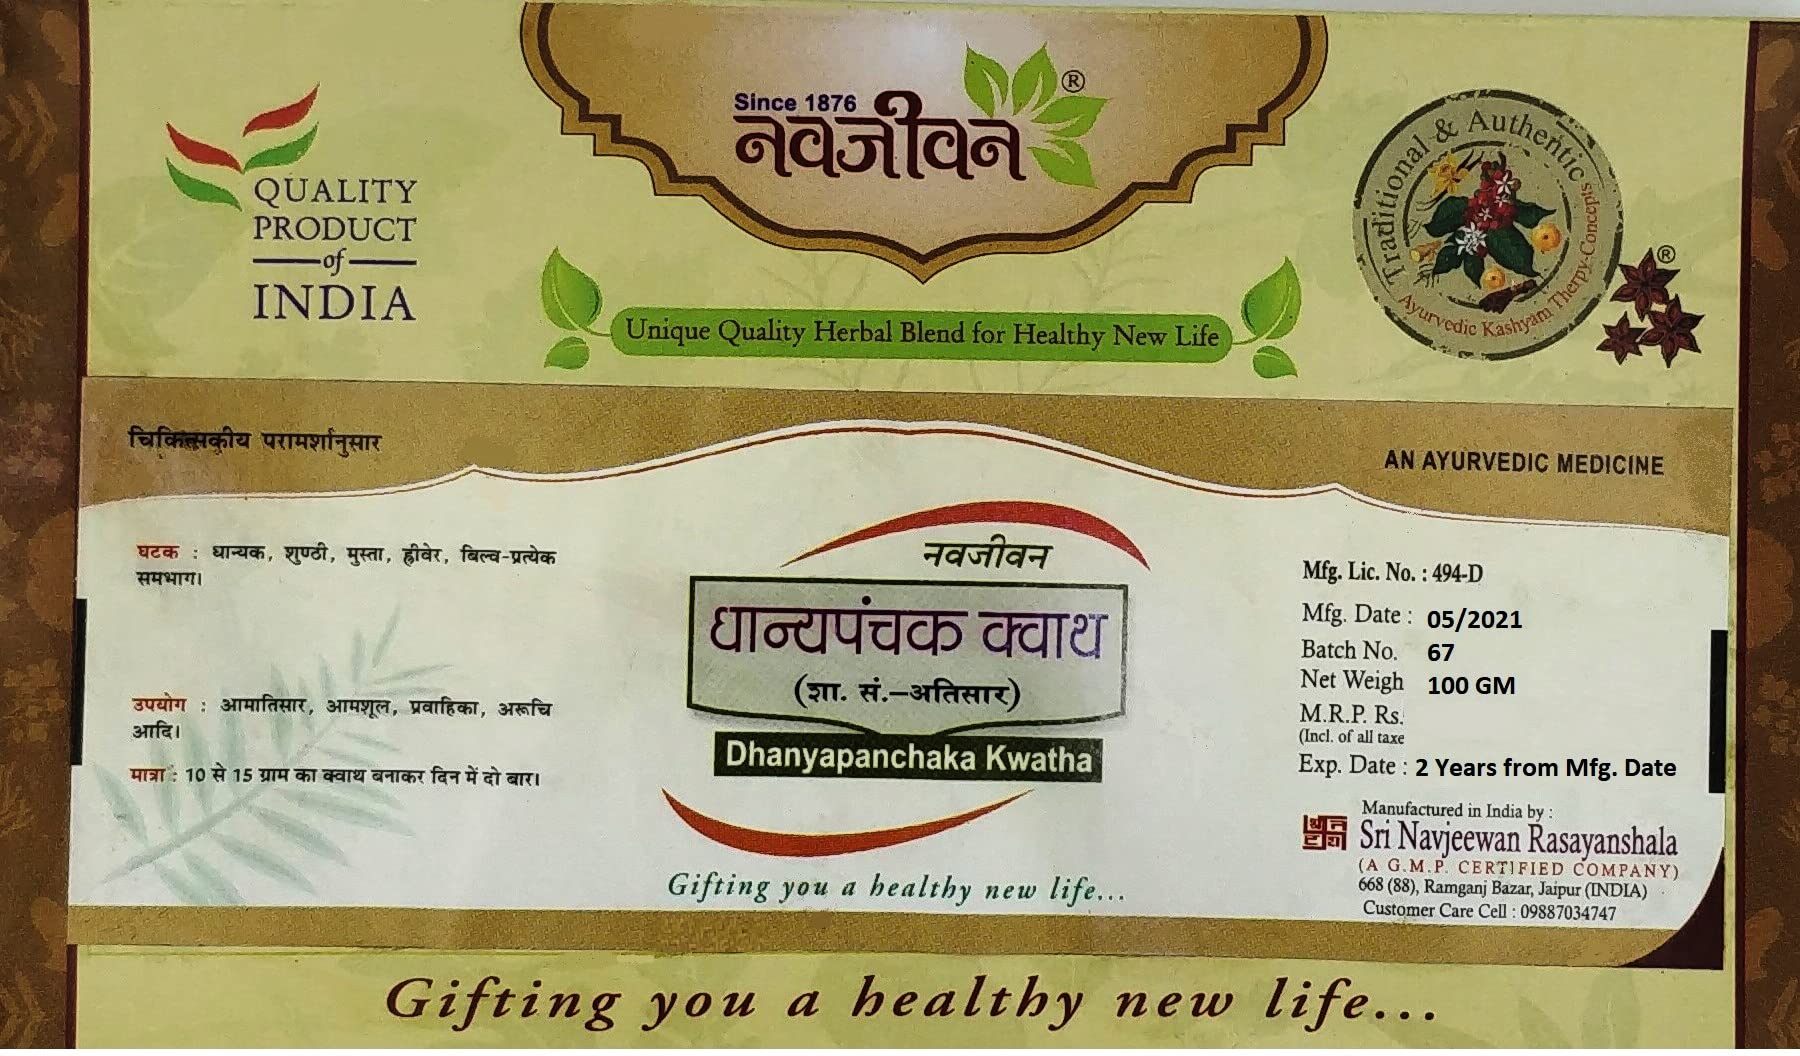 Since 1876
नवजीवन ®
QUALITY
PRODUCT
of
INDIA
Unique Quality Herbal Blend for Healthy New Life
Traditional & Authentic
Ayurvedic Kashyam Therpy-Concepts
®
चिकित्सकीय परामर्शानुसार
AN AYURVEDIC MEDICINE
घटक : धान्यक, शुण्ठी, मुस्ता, ह्रीवेर, बिल्व-प्रत्येक
समभाग।
उपयोग : आमातिसार, आमशूल, प्रवाहिका, अरूचि
आदि।
मात्रा : 10 से 15 ग्राम का क्वाथ बनाकर दिन में दो बार।
नवजीवन
धान्यपंचक क्वाथ
(शा. सं.–अतिसार)
Dhanyapanchaka Kwatha
Gifting you a healthy new life...
Mfg. Lic. No. : 494-D
Mfg. Date : 05/2021
Batch No. 67
Net Weigh 100 GM
M.R.P. Rs.
(Incl. of all taxe
Exp. Date : 2 Years from Mfg. Date
Manufactured in India by :
Sri Navjeewan Rasayanshala
(A G.M.P. CERTIFIED COMPANY)
668 (88), Ramganj Bazar, Jaipur (INDIA)
Customer Care Cell : 09887034747
Gifting you a healthy new life...